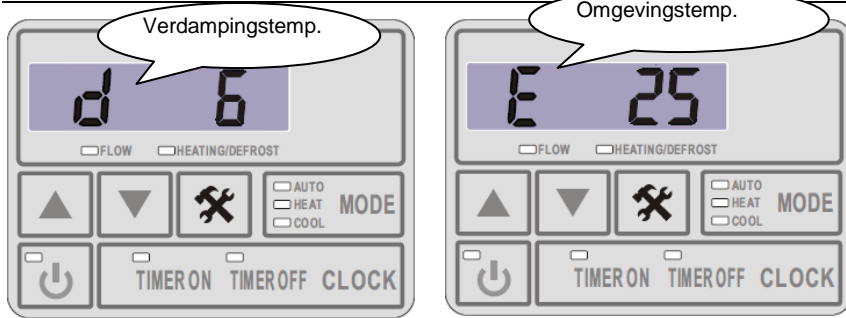 Verdampingstemp.
d 6
FLOW HEATING/DEFROST
AUTO
HEAT
COOL
MODE
TIMER ON TIMER OFF CLOCK
Omgevingstemp.
E 25
FLOW HEATING/DEFROST
AUTO
HEAT
COOL
MODE
TIMER ON TIMER OFF CLOCK